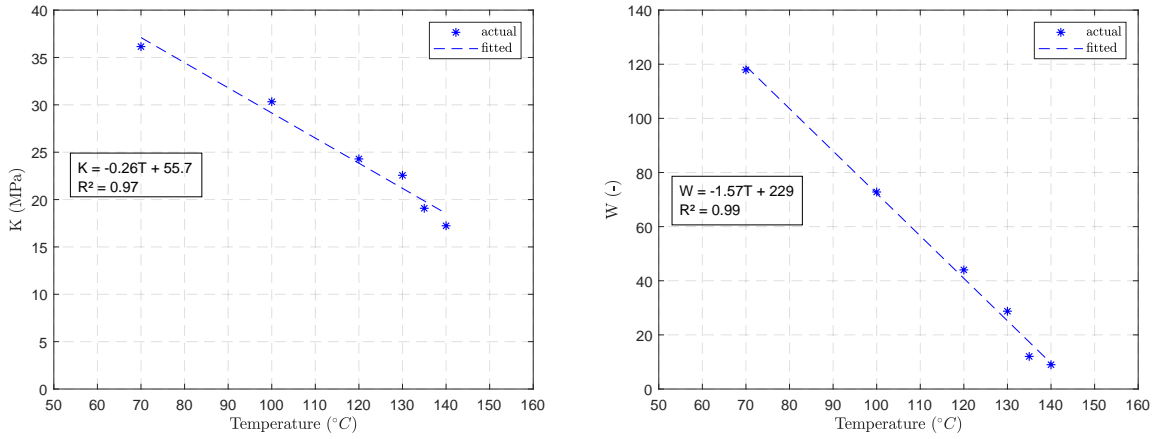 40
35
30
25
20
15
10
5
0
K (MPa)
actual
fitted
K = -0.26T + 55.7
R² = 0.97
50 60 70 80 90 100 110 120 130 140 150 160
Temperature (°C)
140
120
100
80
60
40
20
0
W (-)
actual
fitted
W = -1.57T + 229
R² = 0.99
50 60 70 80 90 100 110 120 130 140 150 160
Temperature (°C)